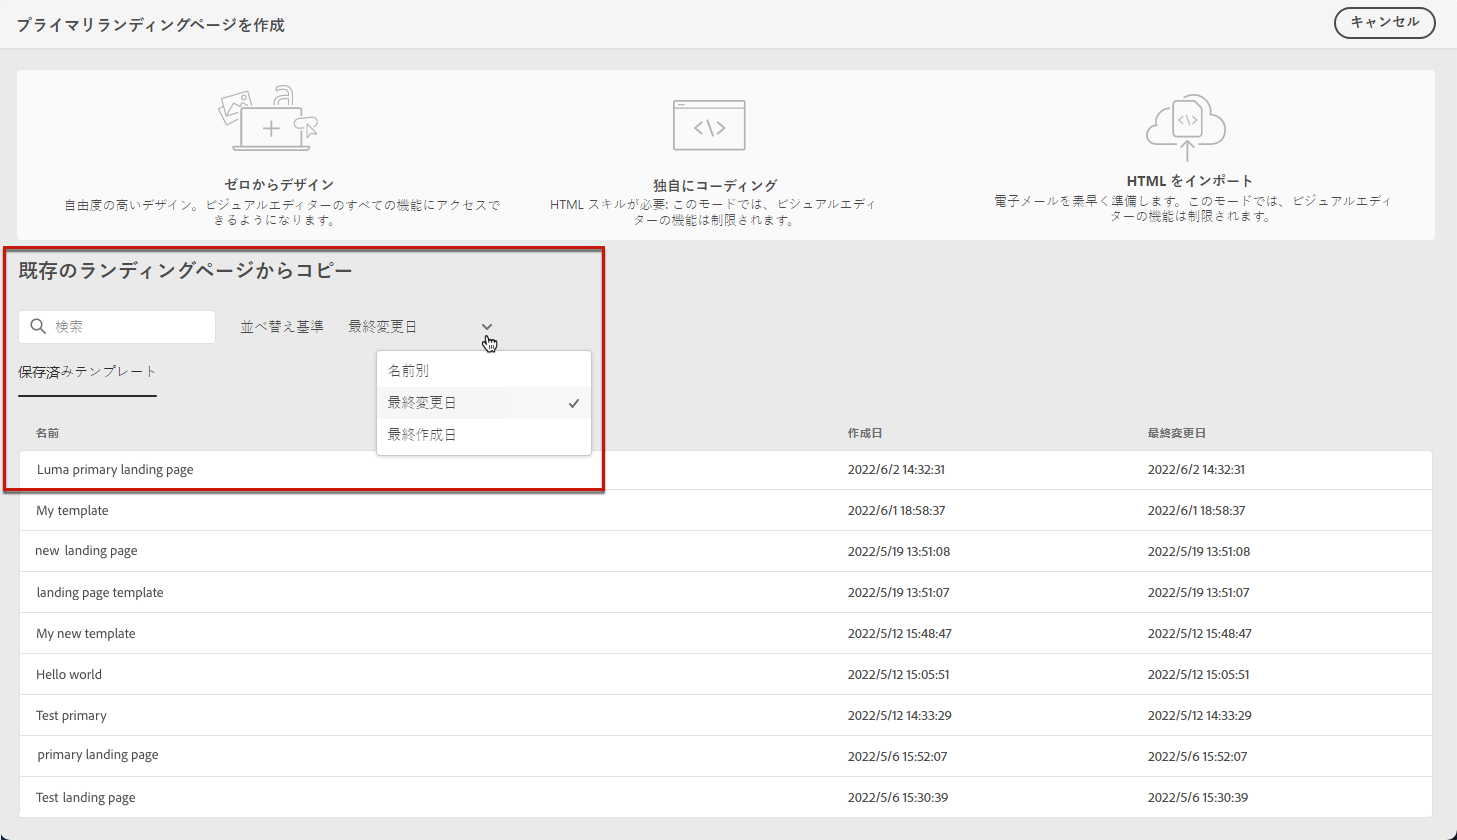 プライマリランディングページを作成
キャンセル
ゼロからデザイン
自由度の高いデザイン。ビジュアルエディターのすべての機能にアクセスで
きるようになります。
独自にコーディング
HTML スキルが必要: このモードでは、ビジュアルエディ
ターの機能は制限されます。
HTML をインポート
電子メールを素早く準備します。このモードでは、ビジュアルエディ
ターの機能は制限されます。
既存のランディングページからコピー
検索
並べ替え基準
最終変更日
名前別
最終変更日
最終作成日
保存済みテンプレート
名前 作成日 最終変更日
Luma primary landing page 2022/6/2 14:32:31 2022/6/2 14:32:31
My template 2022/6/1 18:58:37 2022/6/1 18:58:37
new landing page 2022/5/19 13:51:08 2022/5/19 13:51:08
landing page template 2022/5/19 13:51:07 2022/5/19 13:51:07
My new template 2022/5/12 15:48:47 2022/5/12 15:48:47
Hello world 2022/5/12 15:05:51 2022/5/12 15:05:51
Test primary 2022/5/12 14:33:29 2022/5/12 14:33:29
primary landing page 2022/5/6 15:52:07 2022/5/6 15:52:07
Test landing page 2022/5/6 15:30:39 2022/5/6 15:30:39